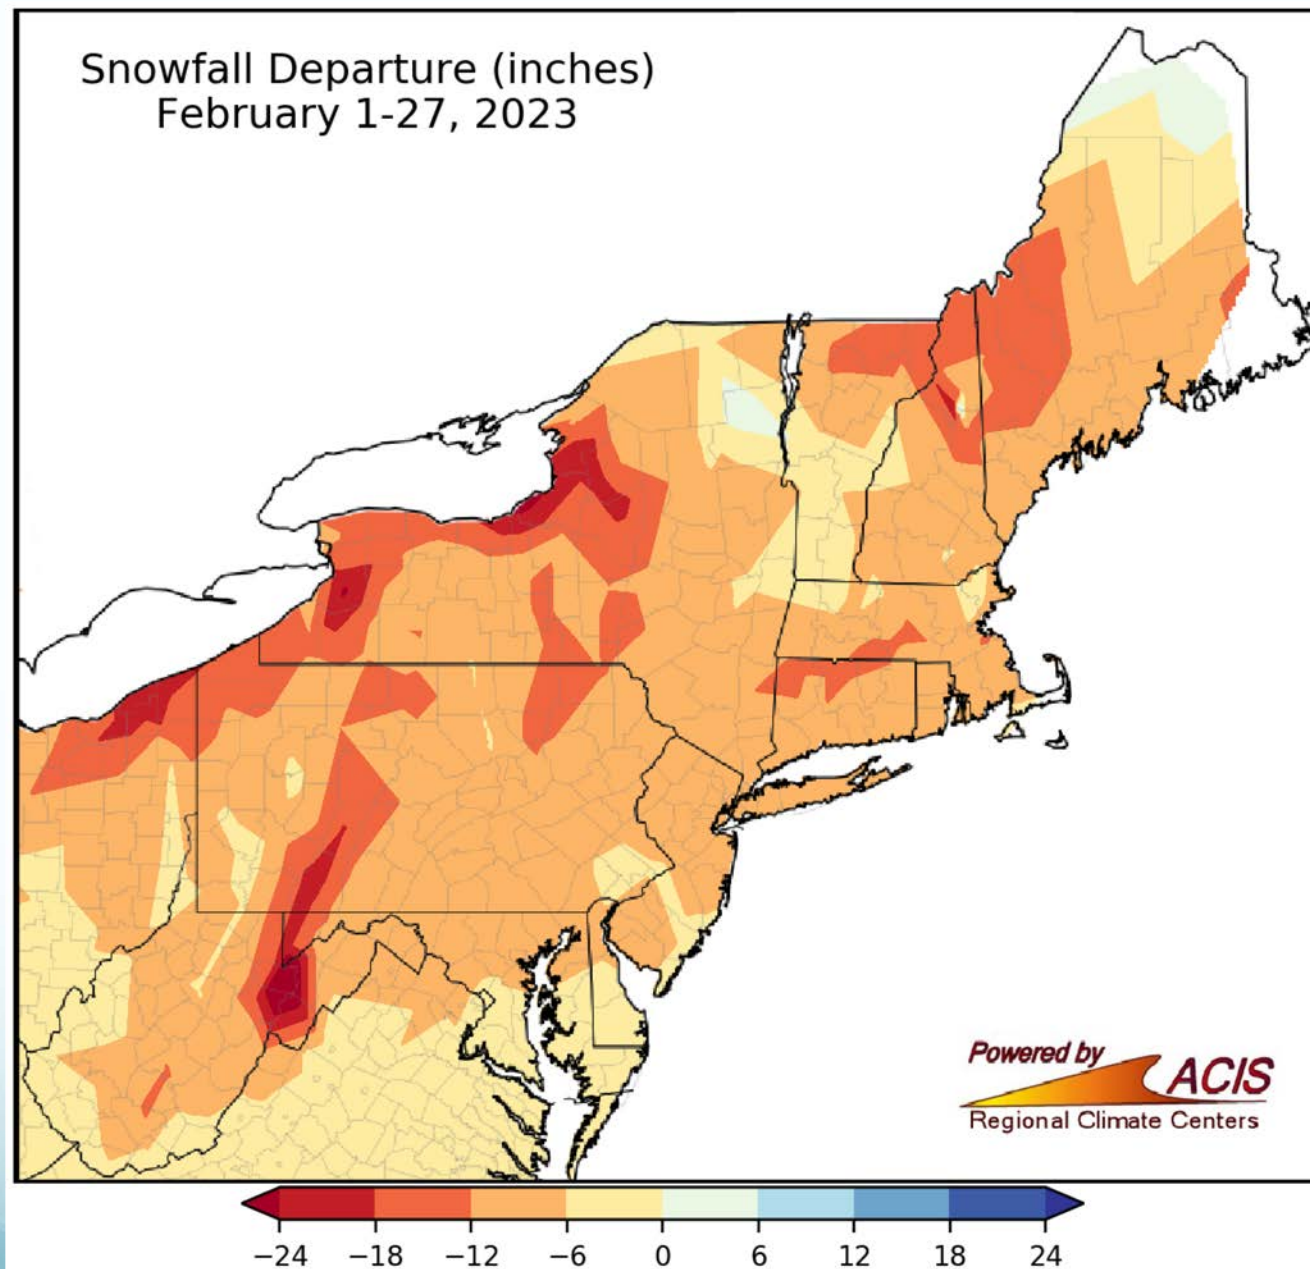 Snowfall Departure (inches)
February 1-27, 2023
Powered by
ACIS
Regional Climate Centers
−24 −18 −12 −6 0 6 12 18 24